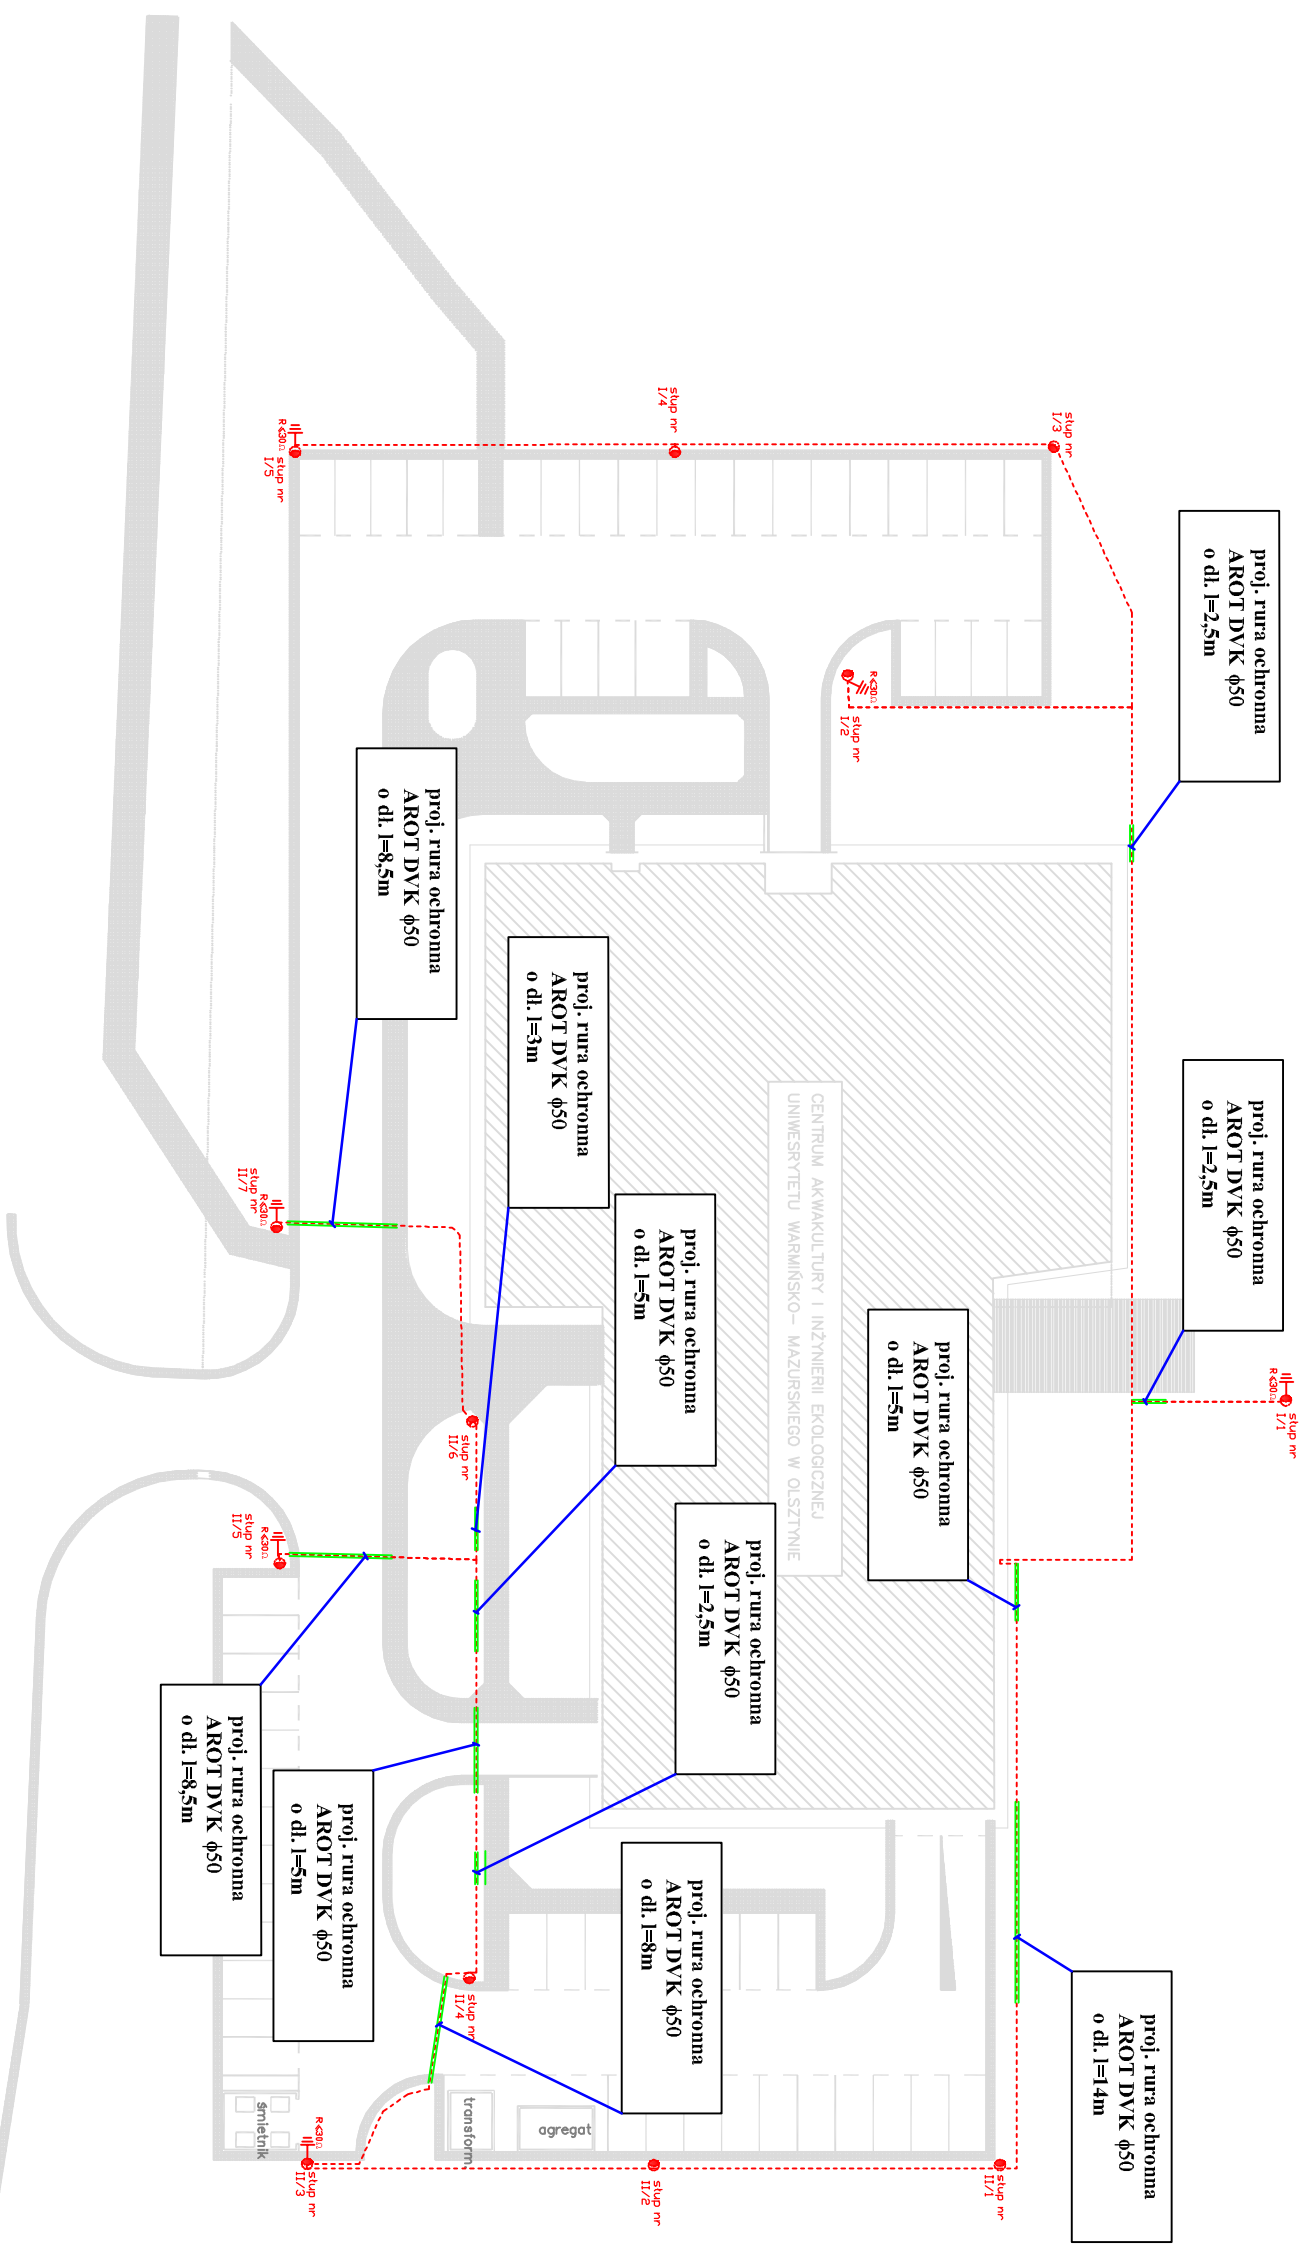 proj. rura ochronna
AROT DVK ϕ50
o dł. l=2,5m
proj. rura ochronna
AROT DVK ϕ50
o dł. l=2,5m
proj. rura ochronna
AROT DVK ϕ50
o dł. l=14m
słup nr
I/1
R≤30Ω
słup nr
I/3
słup nr
I/2
R≤30Ω
proj. rura ochronna
AROT DVK ϕ50
o dł. l=5m
słup nr
II/1
CENTRUM AKWAKULTURY I INŻYNIERII EKOLOGICZNEJ
UNIWESRYTETU WARMIŃSKO– MAZURSKIEGO W OLSZTYNIE
słup nr
I/4
proj. rura ochronna
AROT DVK ϕ50
o dł. l=2,5m
proj. rura ochronna
AROT DVK ϕ50
o dł. l=5m
proj. rura ochronna
AROT DVK ϕ50
o dł. l=8m
słup nr
II/2
proj. rura ochronna
AROT DVK ϕ50
o dł. l=3m
agregat
transform.
słup nr
II/6
słup nr
II/4
proj. rura ochronna
AROT DVK ϕ50
o dł. l=8,5m
proj. rura ochronna
AROT DVK ϕ50
o dł. l=5m
R≤30Ω
słup nr
I/5
R≤30Ω
słup nr
II/3
śmietnik
słup nr
II/7
R≤30Ω
słup nr
II/5
R≤30Ω
proj. rura ochronna
AROT DVK ϕ50
o dł. l=8,5m